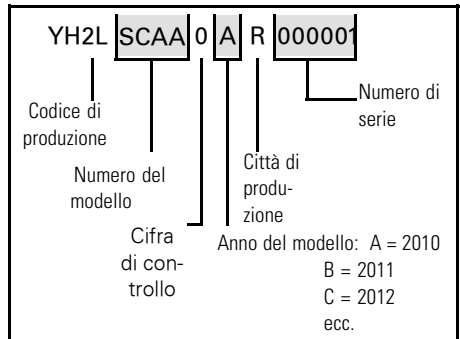 YH2L SCAA 0 A R 000001
Codice di
produzione
Numero del
modello
Cifra
di con-
trollo
Città di
produ-
zione
Anno del modello: A = 2010
B = 2011
C = 2012
ecc.
Numero di
serie